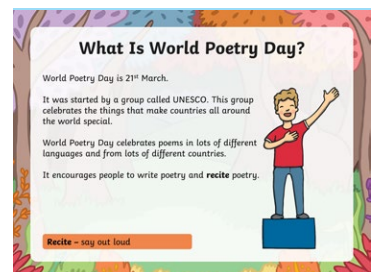 What Is World Poetry Day?
World Poetry Day is 21st March.
It was started by a group called UNESCO. This group
celebrates the things that make countries all around
the world special.
World Poetry Day celebrates poems in lots of different
languages and from lots of different countries.
It encourages people to write poetry and recite poetry.
Recite – say out loud